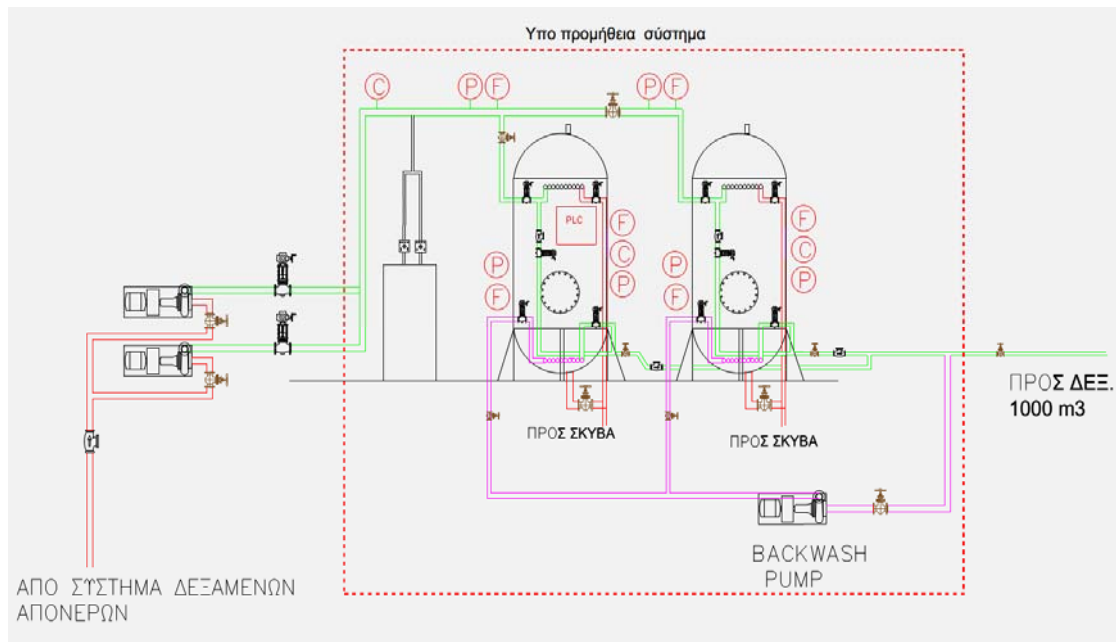 Υπο προμήθεια σύστημα
C
P F
P F
PLC
F
C
P
P
F
F
C
P
P
F
ΠΡΟΣ ΔΕΞ.
1000 m3
ΠΡΟΣ ΣΚΥΒΑ
ΠΡΟΣ ΣΚΥΒΑ
BACKWASH
PUMP
ΑΠΟ ΣΥΣΤΗΜΑ ΔΕΞΑΜΕΝΩΝ
ΑΠΟΝΕΡΩΝ